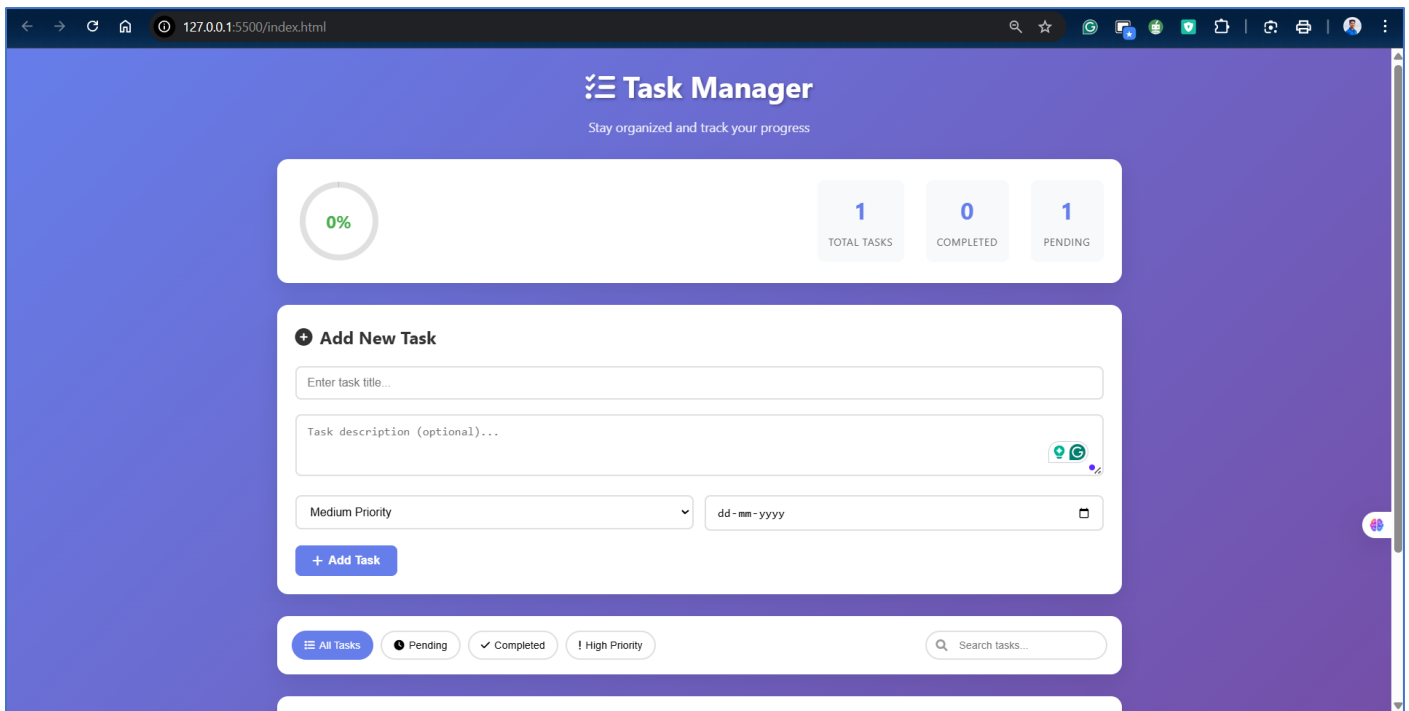 127.0.0.1:5500/index.html
Task Manager
Stay organized and track your progress
0%
1
TOTAL TASKS
0
COMPLETED
1
PENDING
Add New Task
Enter task title...
Task description (optional)...
Medium Priority
dd-mm-yyyy
+ Add Task
All Tasks
Pending
Completed
! High Priority
Search tasks...